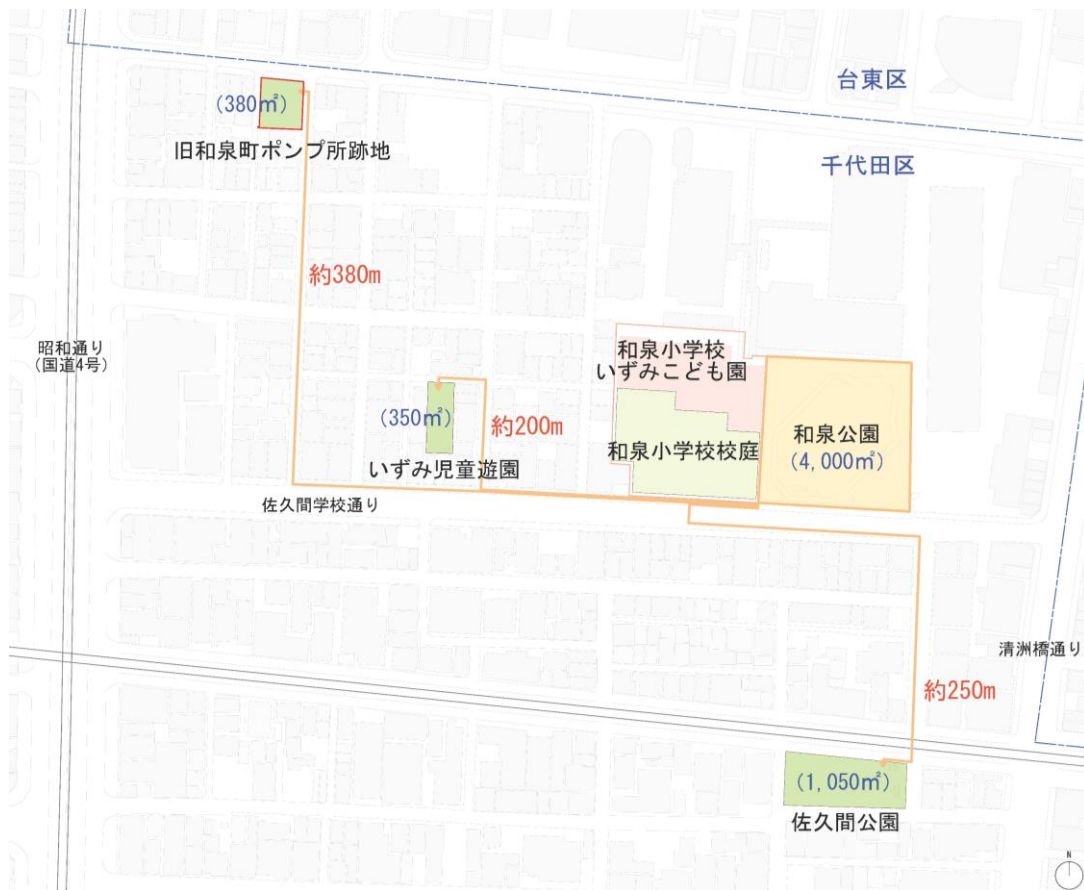 台東区
(380㎡)
旧和泉町ポンプ所跡地
千代田区
約380m
昭和通り
(国道4号)
和泉小学校
いずみこども園
(350㎡)
約200m
和泉小学校校庭
和泉公園
(4,000㎡)
いずみ児童遊園
佐久間学校通り
清洲橋通り
約250m
(1,050㎡)
佐久間公園
N